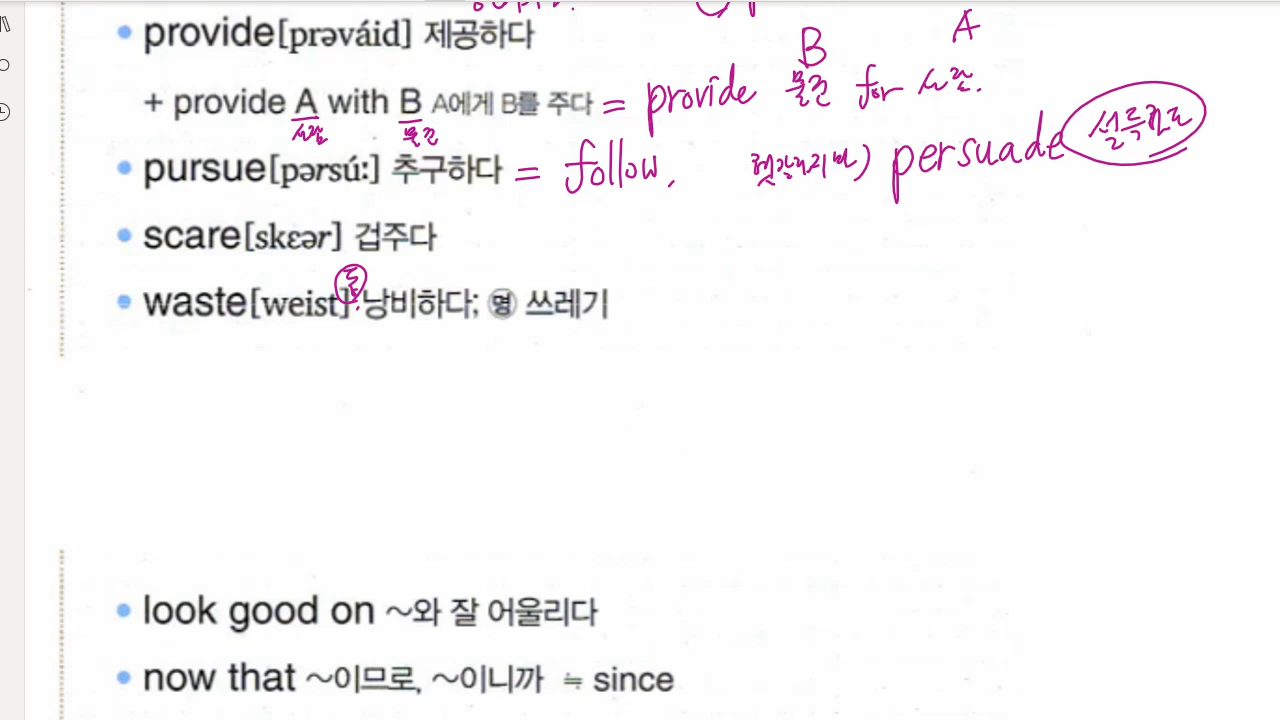 B A
provide[prəváid] 제공하다
+ provide A with B A에게 B를 주다 = provide 물건 for 사람.
사람 물건
pursue[pərsúː] 추구하다 = follow, 헷갈리지마) persuade 설득하다
scare[skɛər] 겁주다
waste[weist] 동 낭비하다; 명 쓰레기
look good on ~와 잘 어울리다
now that ~이므로, ~이니까 ≒ since